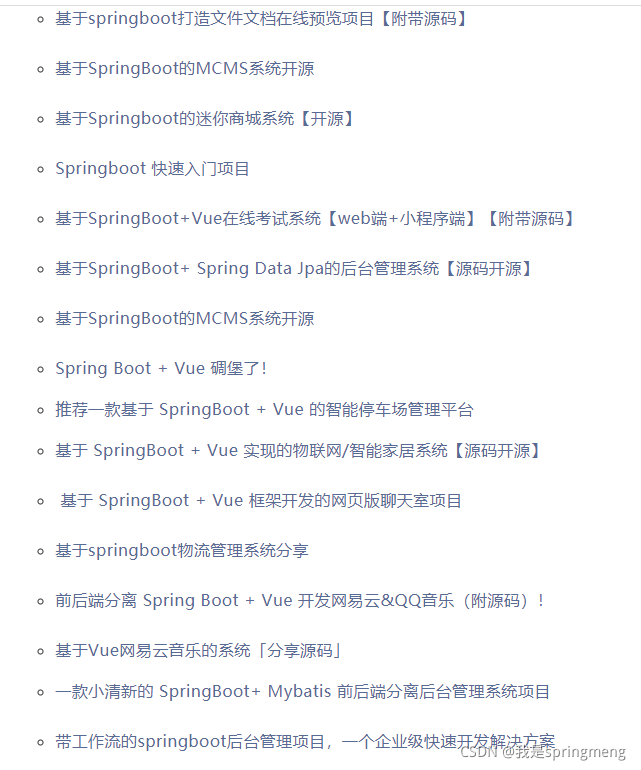 基于springboot打造文件文档在线预览项目【附带源码】
基于SpringBoot的MCMS系统开源
基于Springboot的迷你商城系统【开源】
Springboot 快速入门项目
基于SpringBoot+Vue在线考试系统【web端+小程序端】【附带源码】
基于SpringBoot+ Spring Data Jpa的后台管理系统【源码开源】
基于SpringBoot的MCMS系统开源
Spring Boot + Vue 碉堡了!
推荐一款基于 SpringBoot + Vue 的智能停车场管理平台
基于 SpringBoot + Vue 实现的物联网/智能家居系统【源码开源】
基于 SpringBoot + Vue 框架开发的网页版聊天室项目
基于springboot物流管理系统分享
前后端分离 Spring Boot + Vue 开发网易云&QQ音乐（附源码）!
基于Vue网易云音乐的系统「分享源码」
一款小清新的 SpringBoot+ Mybatis 前后端分离后台管理系统项目
带工作流的springboot后台管理项目，一个企业级快速开发解决方案
CSDN @我是springmeng